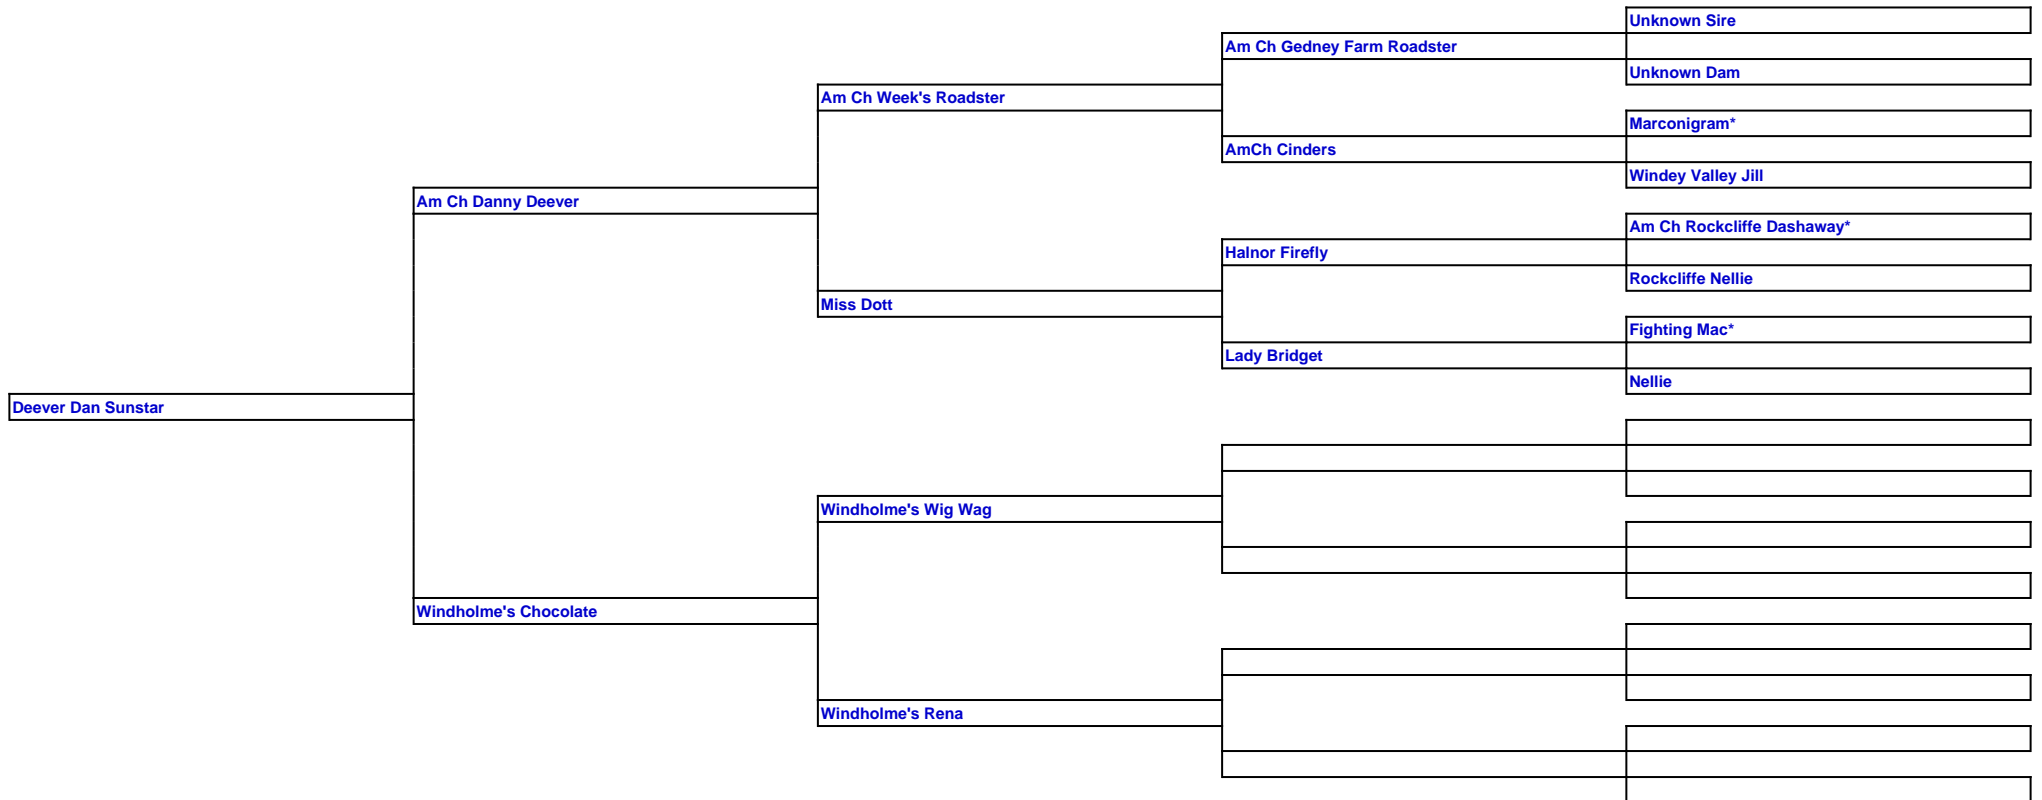 Unknown Sire
Am Ch Gedney Farm Roadster
Unknown Dam
Am Ch Week's Roadster
Marconigram*
AmCh Cinders
Windey Valley Jill
Am Ch Danny Deever
Am Ch Rockcliffe Dashaway*
Halnor Firefly
Rockcliffe Nellie
Miss Dott
Fighting Mac*
Lady Bridget
Nellie
Deever Dan Sunstar
Windholme's Wig Wag
Windholme's Chocolate
Windholme's Rena